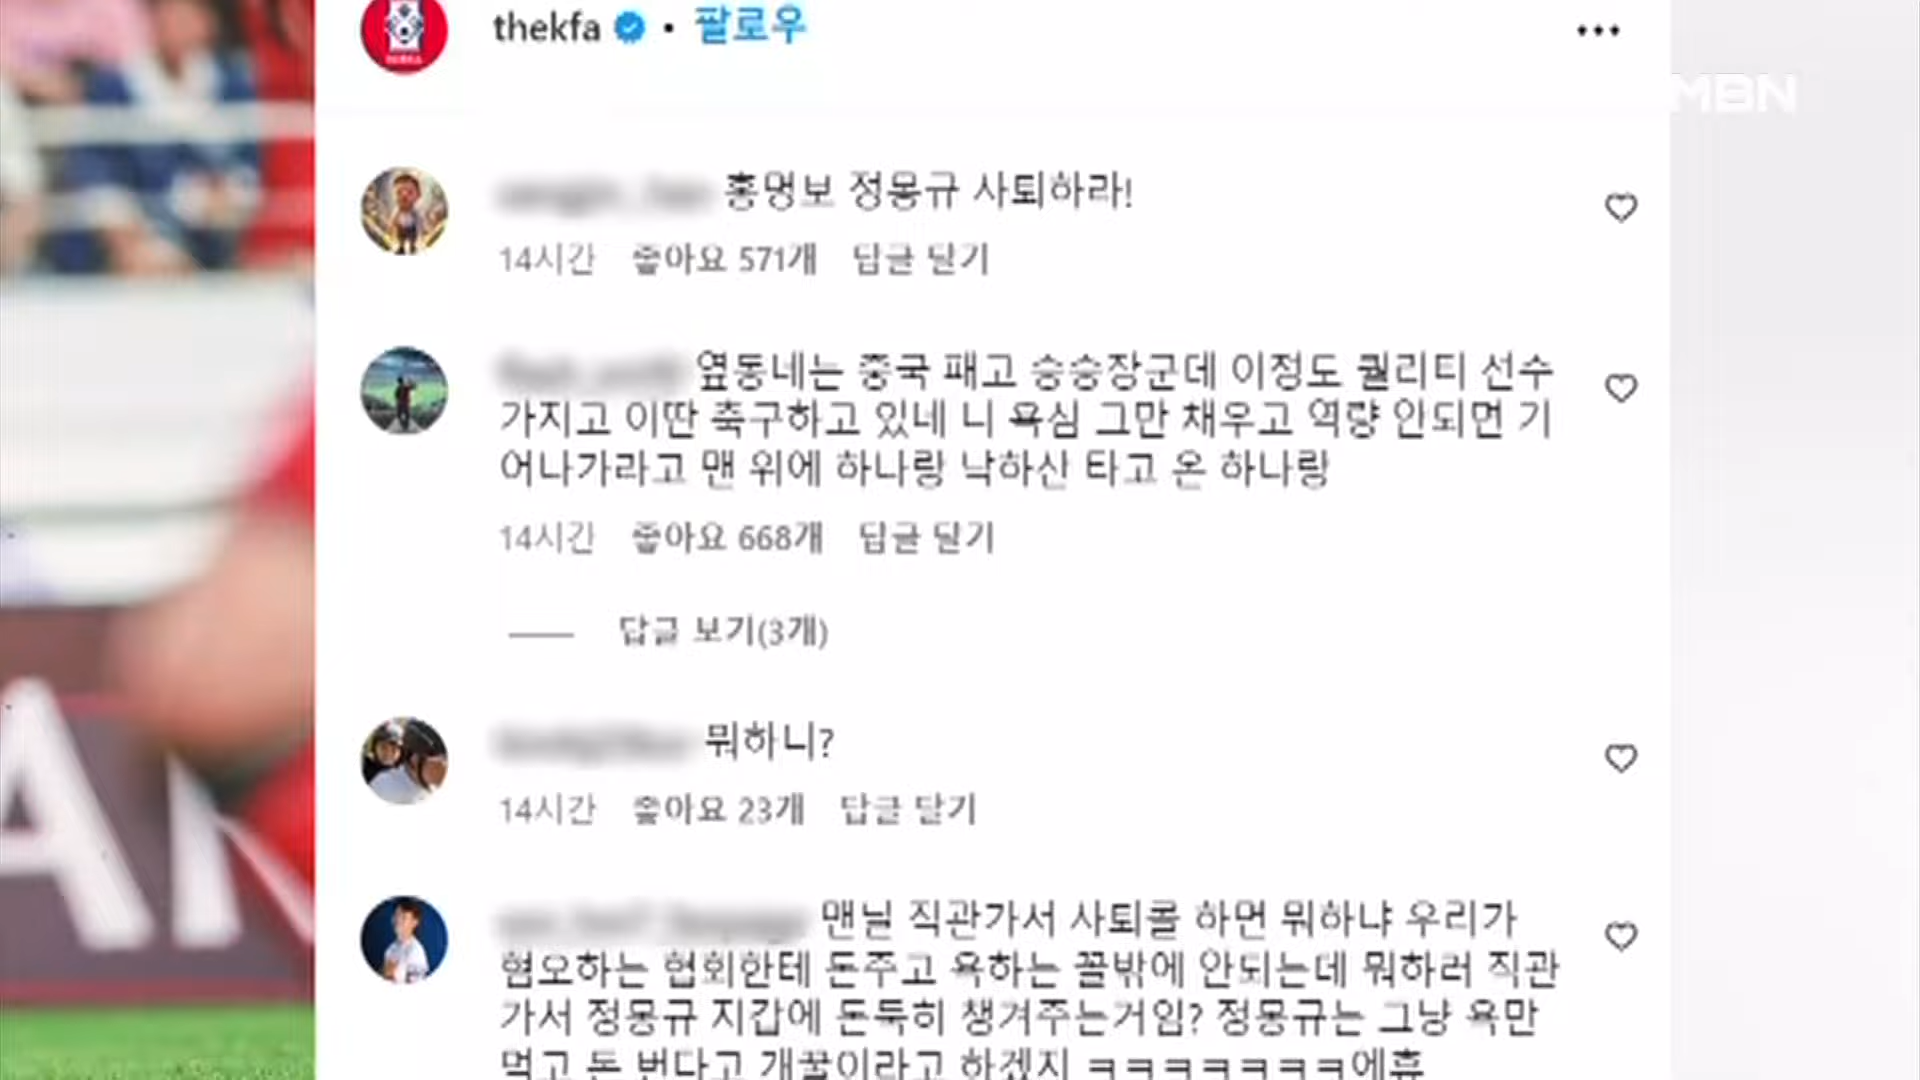 thekfa • 팔로우
MBN
홍명보 정몽규 사퇴하라!
14시간 좋아요 571개 답글 달기
옆동네는 중국 패고 승승장군데 이정도 퀄리티 선수
가지고 이딴 축구하고 있네 니 욕심 그만 채우고 역량 안되면 기
어나가라고 맨 위에 하나랑 낙하산 타고 온 하나랑
14시간 좋아요 668개 답글 달기
답글 보기(3개)
뭐하니?
14시간 좋아요 23개 답글 달기
맨닐 직관가서 사퇴콜 하면 뭐하냐 우리가
혐오하는 협회한테 돈주고 욕하는 꼴밖에 안되는데 뭐하러 직관
가서 정몽규 지갑에 돈둑히 챙겨주는거임? 정몽규는 그냥 욕만
먹고 돈 번다고 개꿀이라고 하겠지 ㅋㅋㅋㅋㅋㅋㅋㅋ에휴
AN